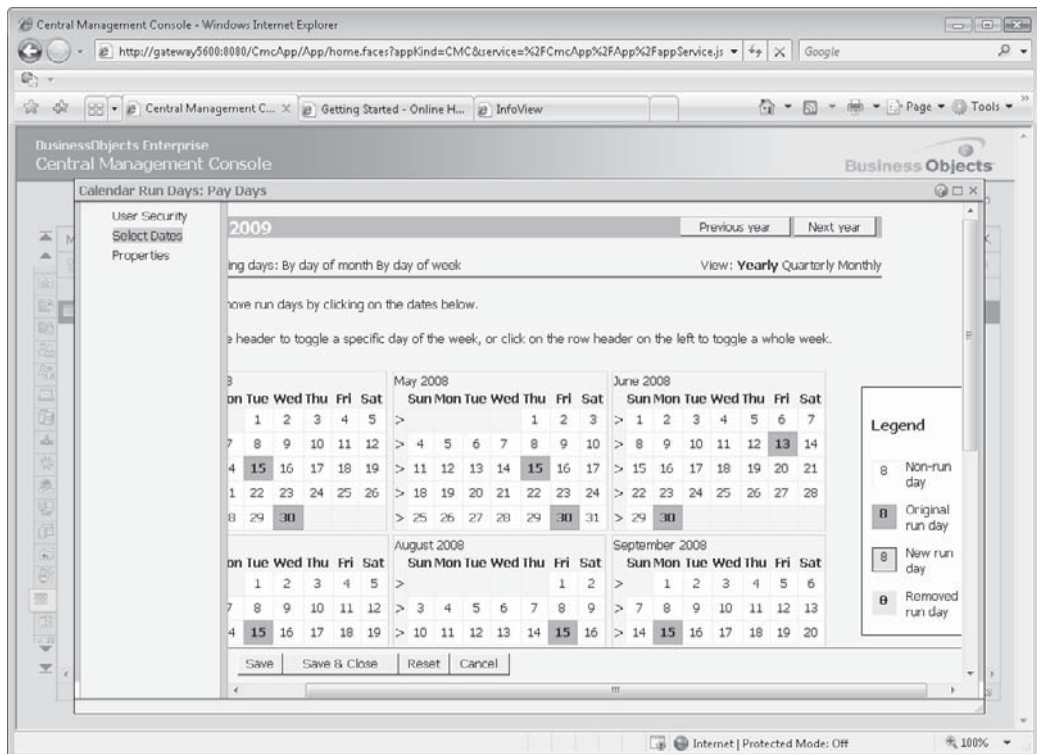 Central Management Console - Windows Internet Explorer
http://gateway5600:8080/CmcApp/App/home.faces?appKind=CMC&service=%2FCmcApp%2FApp%2FappService.js
Google
Central Management C... Getting Started - Online H... InfoView Page Tools
BusinessObjects Enterprise
Central Management Console
Business Objects
Calendar Run Days: Pay Days
User Security
Select Dates
Properties
2009 Previous year Next year
ing days: By day of month By day of week View: Yearly Quarterly Monthly
ove run days by clicking on the dates below.
e header to toggle a specific day of the week, or click on the row header on the left to toggle a whole week.
8 May 2008 June 2008
on Tue Wed Thu Fri Sat Sun Mon Tue Wed Thu Fri Sat Sun Mon Tue Wed Thu Fri Sat
1 2 3 4 5 > 1 2 3 > 1 2 3 4 5 6 7
7 8 9 10 11 12 > 4 5 6 7 8 9 10 > 8 9 10 11 12 13 14
4 15 16 17 18 19 > 11 12 13 14 15 16 17 > 15 16 17 18 19 20 21
1 22 23 24 25 26 > 18 19 20 21 22 23 24 > 22 23 24 25 26 27 28
8 29 30 > 25 26 27 28 29 30 31 > 29 30
August 2008 September 2008
on Tue Wed Thu Fri Sat Sun Mon Tue Wed Thu Fri Sat Sun Mon Tue Wed Thu Fri Sat
1 2 3 4 5 > 1 2 > 1 2 3 4 5 6
7 8 9 10 11 12 > 3 4 5 6 7 8 9 > 7 8 9 10 11 12 13
4 15 16 17 18 19 > 10 11 12 13 14 15 16 > 14 15 16 17 18 19 20
Legend
8 Non-run
day
8 Original
run day
8 New run
day
8 Removed
run day
Save Save & Close Reset Cancel
Internet | Protected Mode: Off 100%